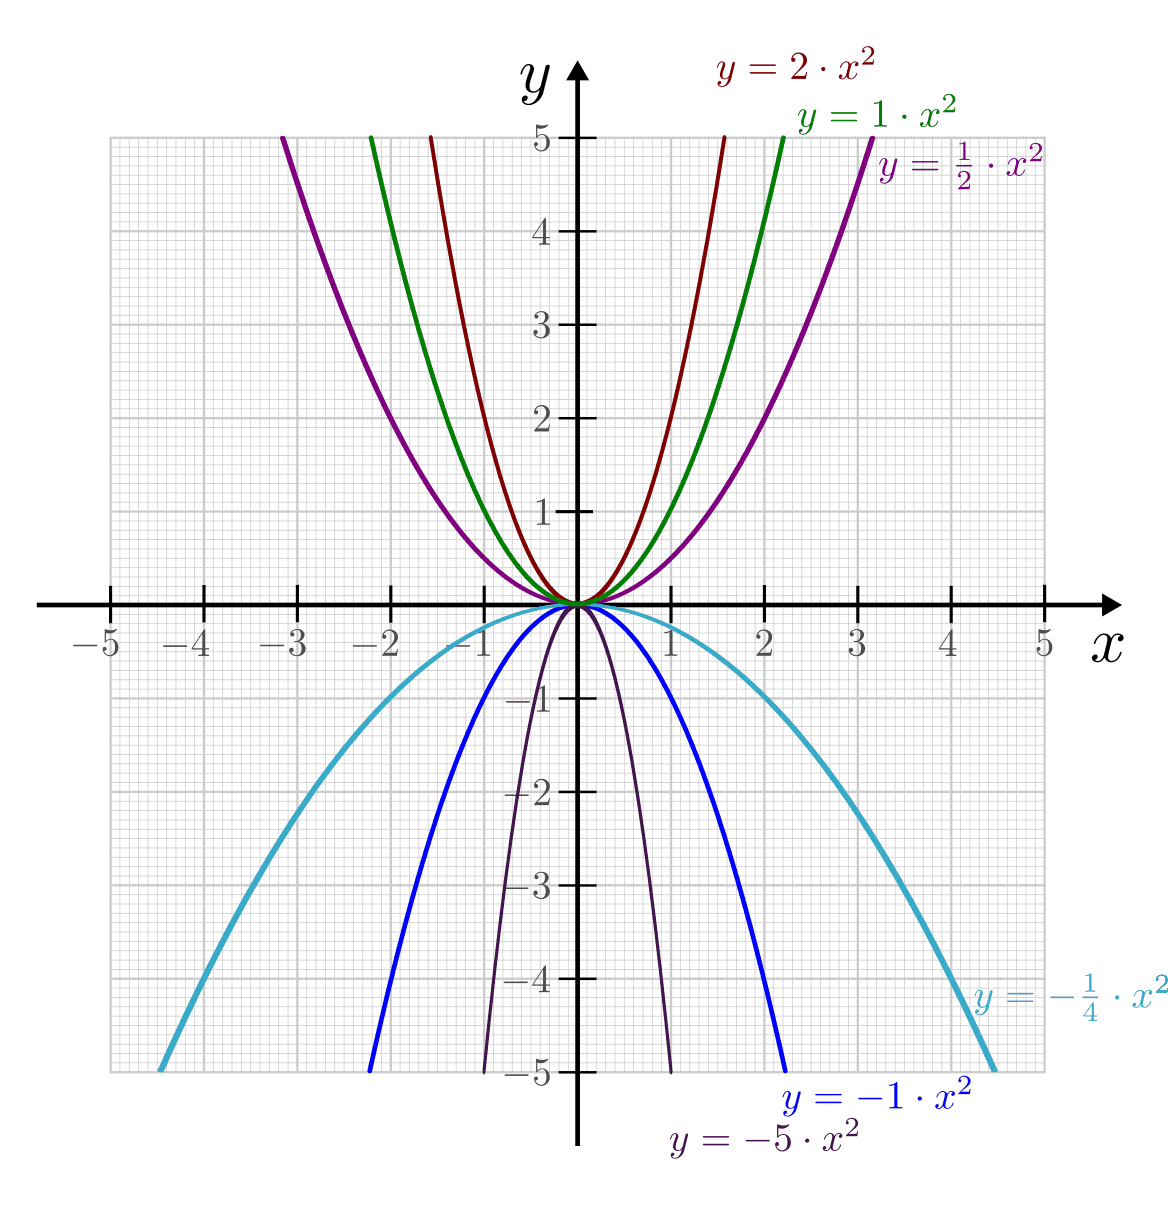 y = 2 · x²
y
y = 1 · x²
5
y = ½ · x²
4
3
2
1
−5 −4 −3 −2 −1 1 2 3 4 5
x
−1
−2
−3
−4
y = −¼ · x²
−5
y = −1 · x²
y = −5 · x²